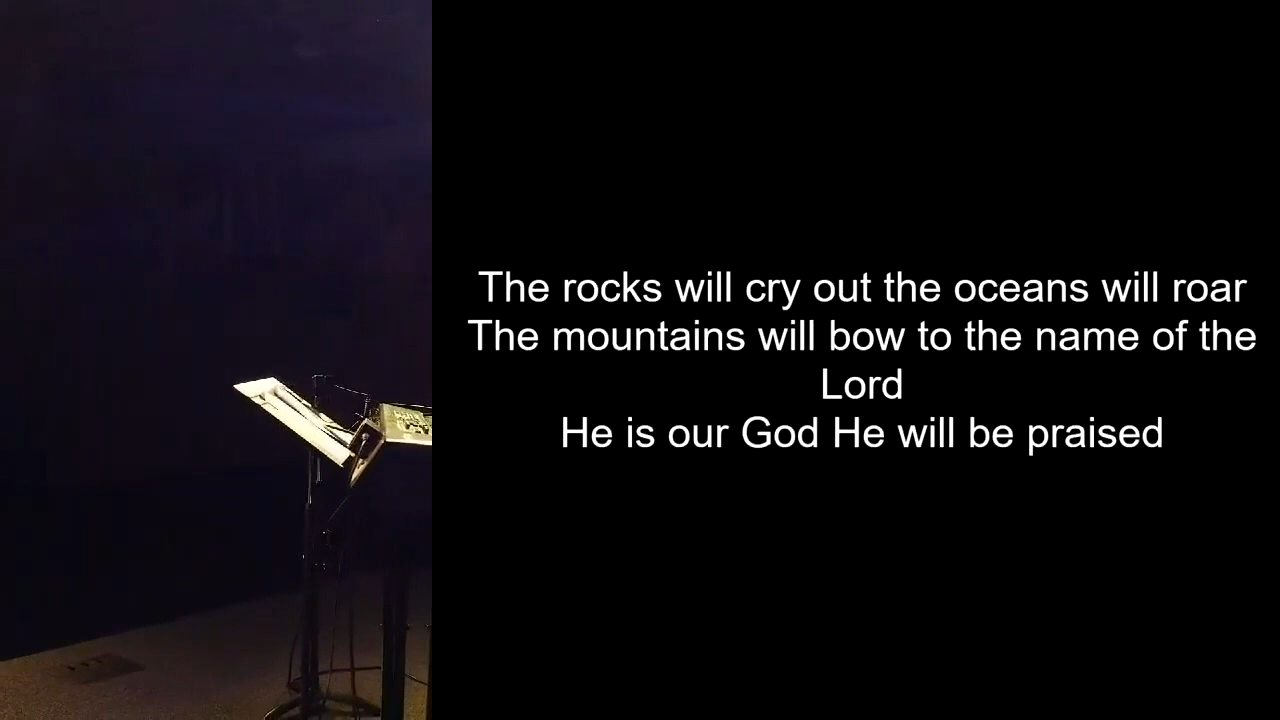 The rocks will cry out the oceans will roar
The mountains will bow to the name of the
Lord
He is our God He will be praised